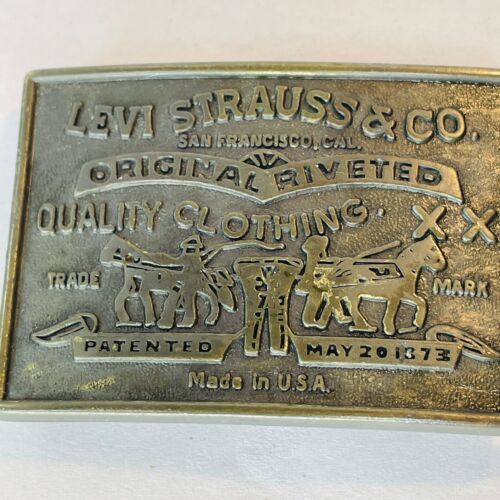 LEVI STRAUSS & CO.
SAN FRANCISCO, CAL.
ORIGINAL RIVETED
QUALITY CLOTHING. XX
TRADE MARK
PATENTED MAY 20 1873
Made in U.S.A.